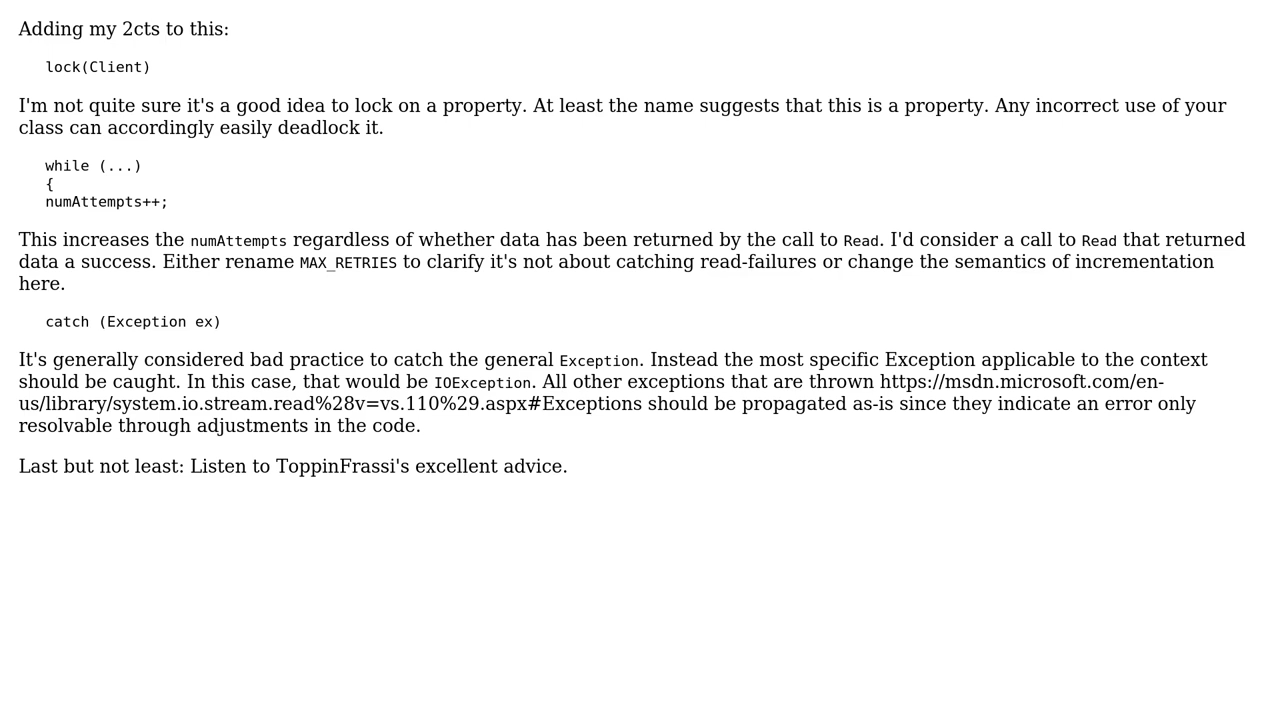 Adding my 2cts to this:
lock(Client)
I'm not quite sure it's a good idea to lock on a property. At least the name suggests that this is a property. Any incorrect use of your
class can accordingly easily deadlock it.
while (...)
{
numAttempts++;
This increases the numAttempts regardless of whether data has been returned by the call to Read. I'd consider a call to Read that returned
data a success. Either rename MAX_RETRIES to clarify it's not about catching read-failures or change the semantics of incrementation
here.
catch (Exception ex)
It's generally considered bad practice to catch the general Exception. Instead the most specific Exception applicable to the context
should be caught. In this case, that would be IOException. All other exceptions that are thrown https://msdn.microsoft.com/en-
us/library/system.io.stream.read%28v=vs.110%29.aspx#Exceptions should be propagated as-is since they indicate an error only
resolvable through adjustments in the code.
Last but not least: Listen to ToppinFrassi's excellent advice.